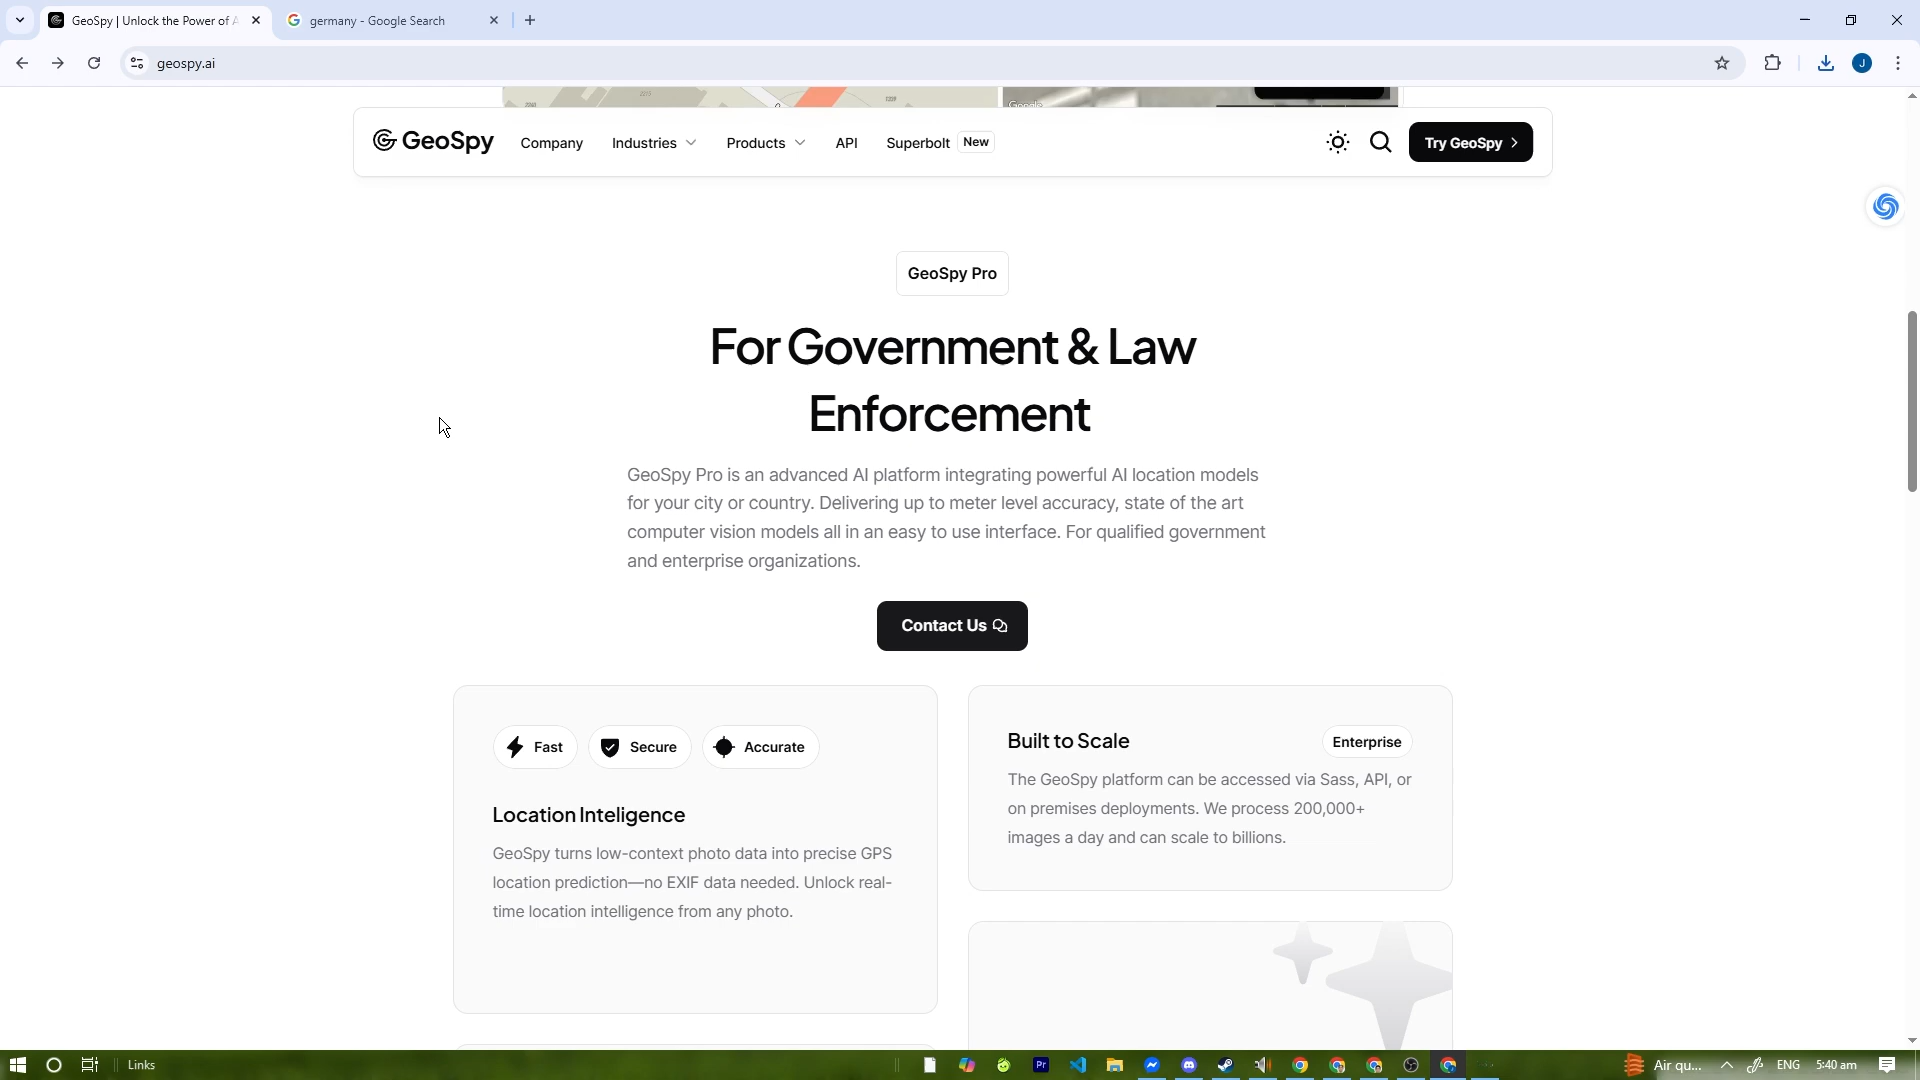 GeoSpy | Unlock the Power of A
germany - Google Search
geospy.ai
J
Google
GeoSpy
Company
Industries
Products
API
Superbolt
New
Try GeoSpy
GeoSpy Pro
For Government & Law
Enforcement
GeoSpy Pro is an advanced AI platform integrating powerful AI location models
for your city or country. Delivering up to meter level accuracy, state of the art
computer vision models all in an easy to use interface. For qualified government
and enterprise organizations.
Contact Us
Fast
Secure
Accurate
Location Inteligence
GeoSpy turns low-context photo data into precise GPS
location prediction—no EXIF data needed. Unlock real-
time location intelligence from any photo.
Built to Scale
Enterprise
The GeoSpy platform can be accessed via Sass, API, or
on premises deployments. We process 200,000+
images a day and can scale to billions.
Links
Pr
Air qu...
ENG
5:40 am